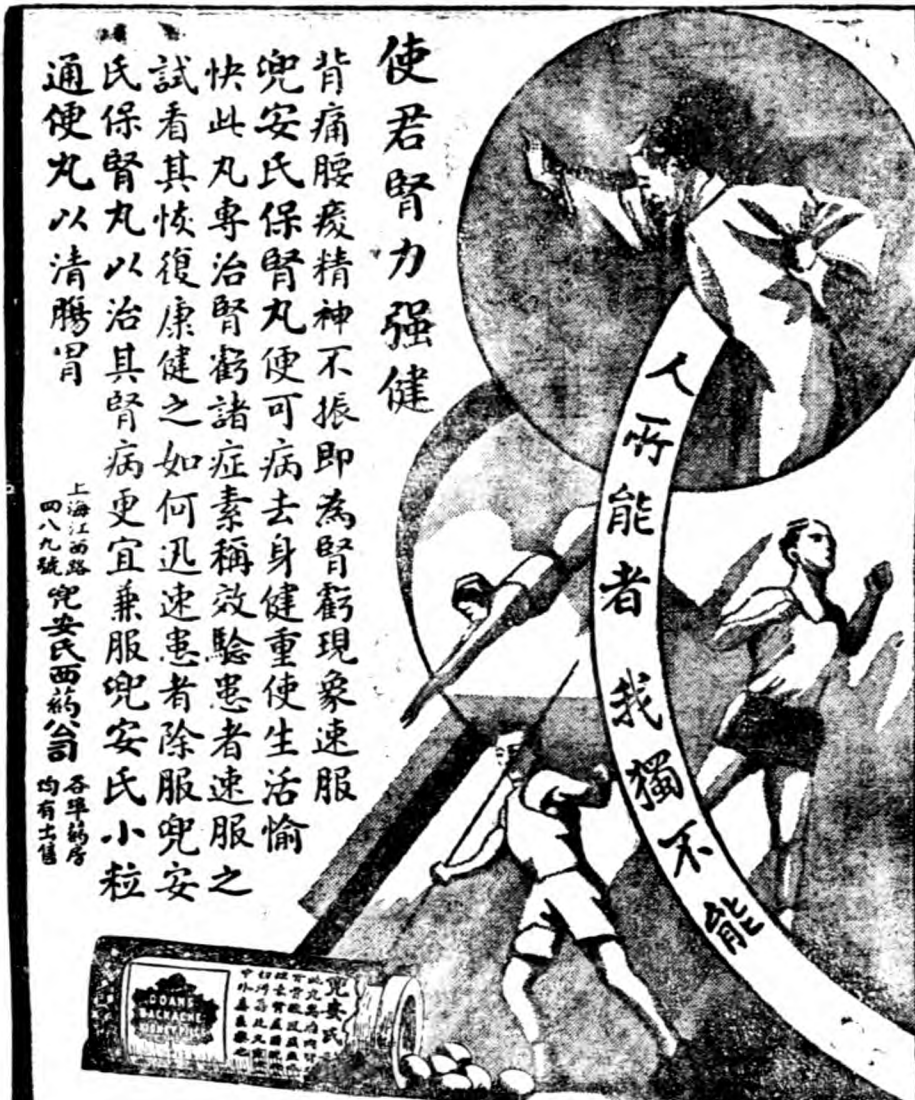 使君腎力强健
背痛腰痠精神不振即為腎虧現象速服
兜安氏保腎丸便可病去身健重使生活愉
快此丸專治腎虧諸症素稱效騐患者速服之
試看其恢復康健之如何迅速患者除服兜安
氏保腎丸以治其腎病更宜兼服兜安氏小粒
通便丸以清腸胃
上海江西路
四八九號
兜安氏西葯公司
各埠葯房
均有出售
人所能者我獨不能
DOANS
BACKACHE
KIDNEY PILLS
兜安氏